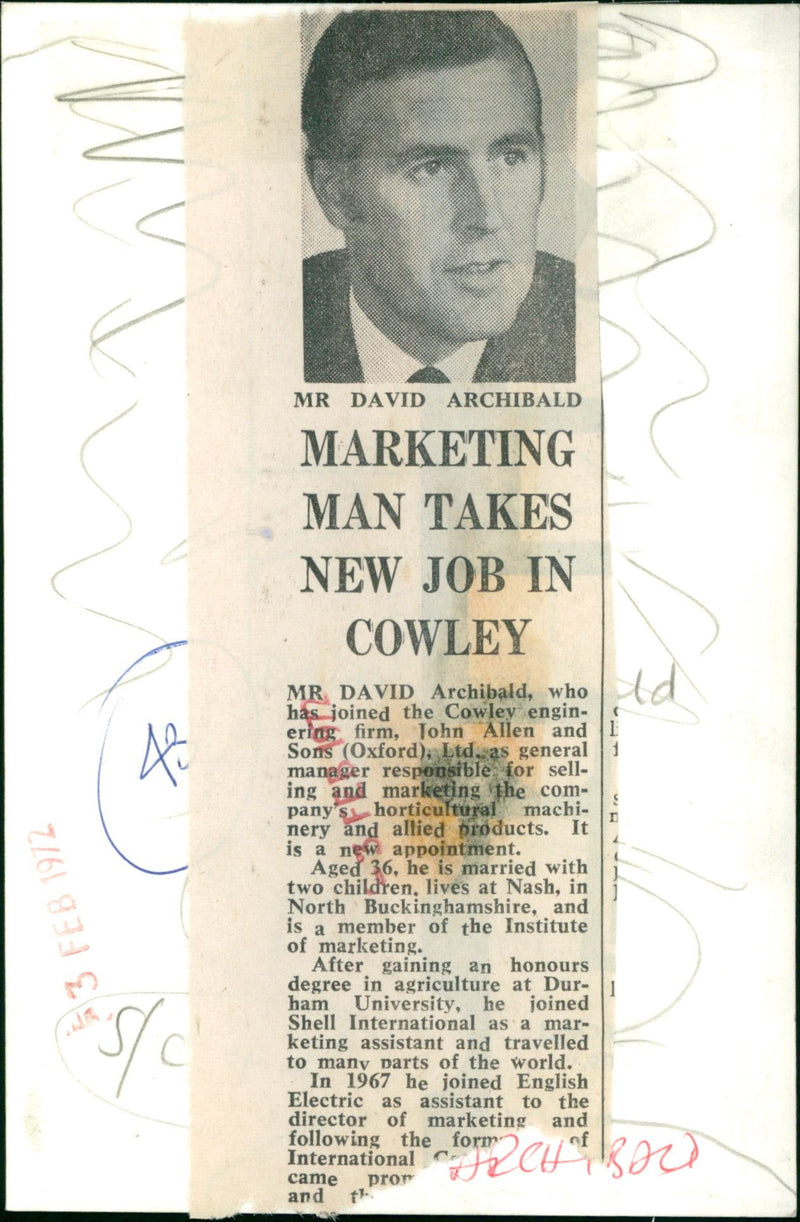 MR DAVID ARCHIBALD
MARKETING
MAN TAKES
NEW JOB IN
COWLEY
MR DAVID Archibald, who
has joined the Cowley engin-
ering firm, John Allen and
Sons (Oxford), Ltd., as general
manager responsible for sell-
ing and marketing the com-
pany's horticultural machi-
nery and allied products. It
is a new appointment.
Aged 36, he is married with
two children, lives at Nash, in
North Buckinghamshire, and
is a member of the Institute
of marketing.
After gaining an honours
degree in agriculture at Dur-
ham University, he joined
Shell International as a mar-
keting assistant and travelled
to many parts of the world.
In 1967 he joined English
Electric as assistant to the
director of marketing and
following the of
International
came
and
ARCHIBALD
3 FEB 1972
3 FEB 1972
S/C
ld